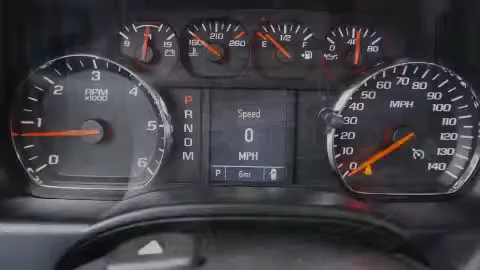 9 14 19
160 210 260
E 1/2 F
0 40 80
RPM
x1000
0 1 2 3 4 5 6
P
R
N
D
M
Speed
0
MPH
P 6mi
MPH
0 10 20 30 40 50 60 70 80 90 100 110 120 130 140